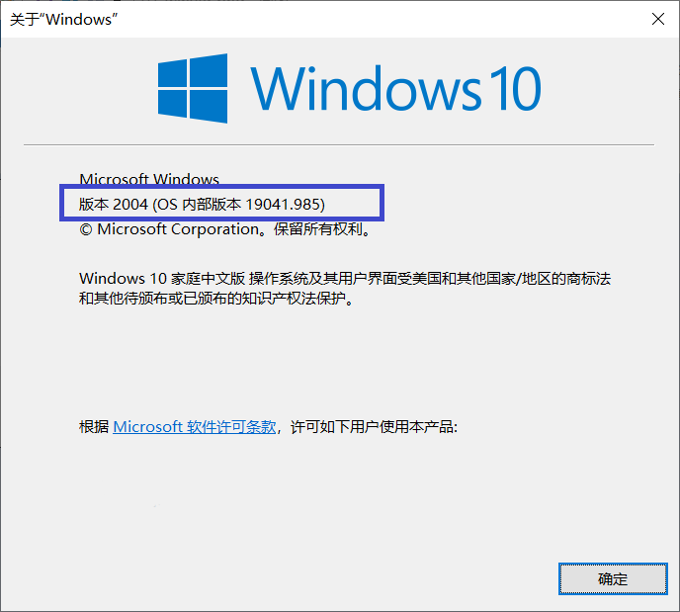 关于“Windows”
Windows 10
Microsoft Windows
版本 2004 (OS 内部版本 19041.985)
© Microsoft Corporation。保留所有权利。
Windows 10 家庭中文版 操作系统及其用户界面受美国和其他国家/地区的商标法
和其他待颁布或已颁布的知识产权法保护。
根据 Microsoft 软件许可条款，许可如下用户使用本产品:
确定